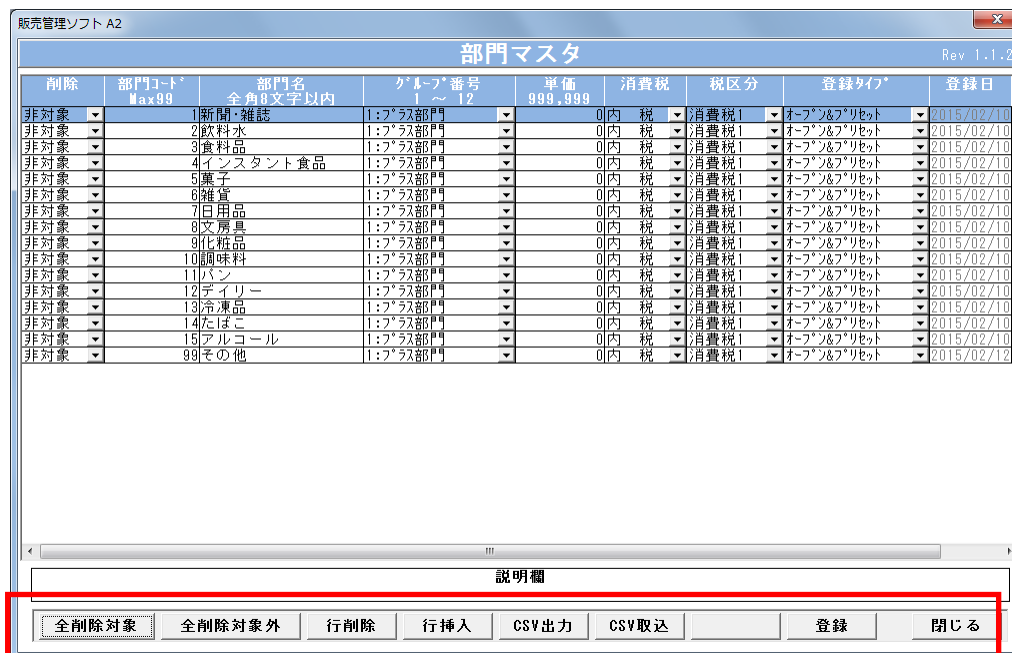 販売管理ソフト A2
部門マスタ
Rev 1.1.2
削除 部門ｺｰﾄﾞ 部門名 ｸﾞﾙｰﾌﾟ番号 単価 消費税 税区分 登録ﾀｲﾌﾟ 登録日
Max99 全角8文字以内 1 ～ 12 999,999
非対象 1 新聞・雑誌 1:ﾌﾟﾗｽ部門 0 内 税 消費税1 ｵｰﾌﾟﾝ&ﾌﾟﾘｾｯﾄ 2015/02/10
非対象 2 飲料水 1:ﾌﾟﾗｽ部門 0 内 税 消費税1 ｵｰﾌﾟﾝ&ﾌﾟﾘｾｯﾄ 2015/02/10
非対象 3 食料品 1:ﾌﾟﾗｽ部門 0 内 税 消費税1 ｵｰﾌﾟﾝ&ﾌﾟﾘｾｯﾄ 2015/02/10
非対象 4 インスタント食品 1:ﾌﾟﾗｽ部門 0 内 税 消費税1 ｵｰﾌﾟﾝ&ﾌﾟﾘｾｯﾄ 2015/02/10
非対象 5 菓子 1:ﾌﾟﾗｽ部門 0 内 税 消費税1 ｵｰﾌﾟﾝ&ﾌﾟﾘｾｯﾄ 2015/02/10
非対象 6 雑貨 1:ﾌﾟﾗｽ部門 0 内 税 消費税1 ｵｰﾌﾟﾝ&ﾌﾟﾘｾｯﾄ 2015/02/10
非対象 7 日用品 1:ﾌﾟﾗｽ部門 0 内 税 消費税1 ｵｰﾌﾟﾝ&ﾌﾟﾘｾｯﾄ 2015/02/10
非対象 8 文房具 1:ﾌﾟﾗｽ部門 0 内 税 消費税1 ｵｰﾌﾟﾝ&ﾌﾟﾘｾｯﾄ 2015/02/10
非対象 9 化粧品 1:ﾌﾟﾗｽ部門 0 内 税 消費税1 ｵｰﾌﾟﾝ&ﾌﾟﾘｾｯﾄ 2015/02/10
非対象 10 調味料 1:ﾌﾟﾗｽ部門 0 内 税 消費税1 ｵｰﾌﾟﾝ&ﾌﾟﾘｾｯﾄ 2015/02/10
非対象 11 パン 1:ﾌﾟﾗｽ部門 0 内 税 消費税1 ｵｰﾌﾟﾝ&ﾌﾟﾘｾｯﾄ 2015/02/10
非対象 12 デイリー 1:ﾌﾟﾗｽ部門 0 内 税 消費税1 ｵｰﾌﾟﾝ&ﾌﾟﾘｾｯﾄ 2015/02/10
非対象 13 冷凍品 1:ﾌﾟﾗｽ部門 0 内 税 消費税1 ｵｰﾌﾟﾝ&ﾌﾟﾘｾｯﾄ 2015/02/10
非対象 14 たばこ 1:ﾌﾟﾗｽ部門 0 内 税 消費税1 ｵｰﾌﾟﾝ&ﾌﾟﾘｾｯﾄ 2015/02/10
非対象 15 アルコール 1:ﾌﾟﾗｽ部門 0 内 税 消費税1 ｵｰﾌﾟﾝ&ﾌﾟﾘｾｯﾄ 2015/02/10
非対象 99 その他 1:ﾌﾟﾗｽ部門 0 内 税 消費税1 ｵｰﾌﾟﾝ&ﾌﾟﾘｾｯﾄ 2015/02/12
説明欄
全削除対象 全削除対象外 行削除 行挿入 CSV出力 CSV取込 登録 閉じる